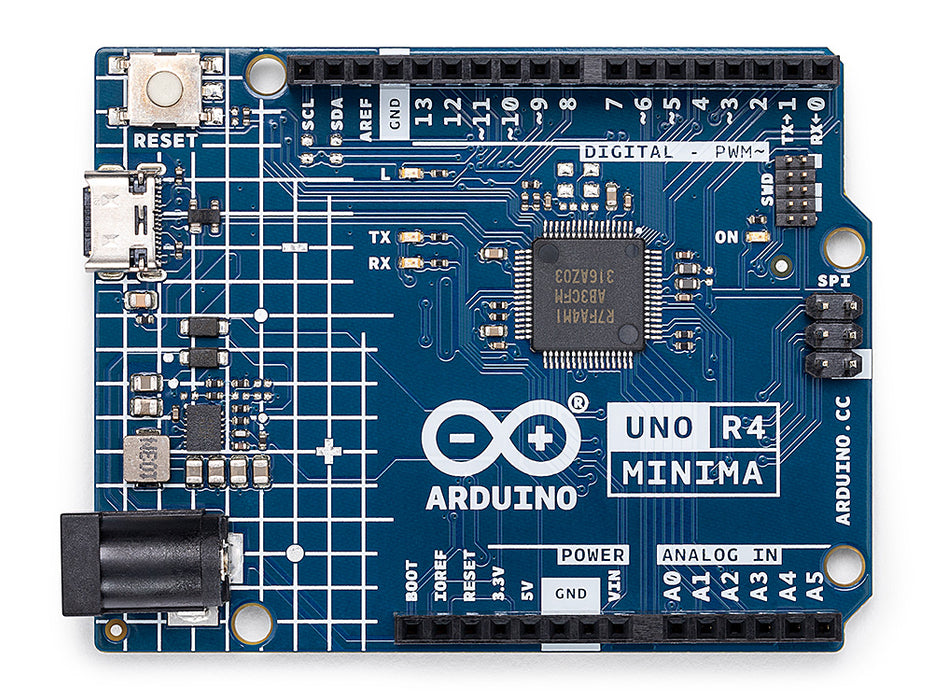 RESET
SCL
SDA
AREF
GND
13
12
~11
~10
~9
8
7
~6
~5
4
~3
2
TX→1
RX←0
DIGITAL - PWM~
L
SWD
TX
RX
ON
R7FA4M1
AB3CFM
316AZ03
SPI
®
UNO R4
MINIMA
ARDUINO
ARDUINO.CC
POWER
ANALOG IN
BOOT
IOREF
RESET
3.3V
5V
GND
VIN
A0
A1
A2
A3
A4
A5